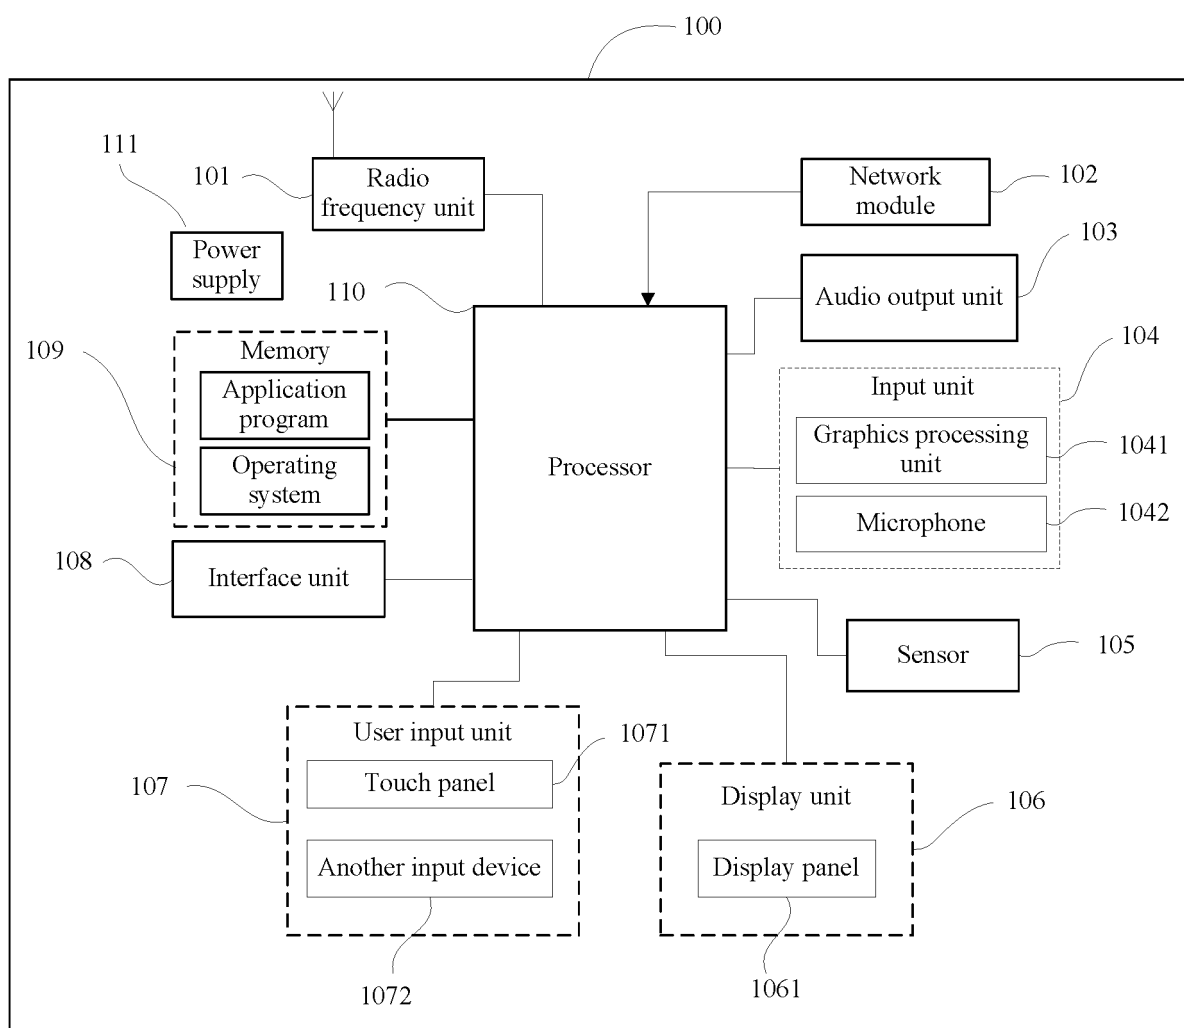 100
111
101
Radio
frequency unit
Network
module
102
103
Power
supply
110
Audio output unit
109
Memory
Application
program
Operating
system
Processor
104
Input unit
Graphics processing
unit
1041
Microphone
1042
108
Interface unit
Sensor
105
User input unit
1071
107
Touch panel
Another input device
1072
Display unit
106
Display panel
1061